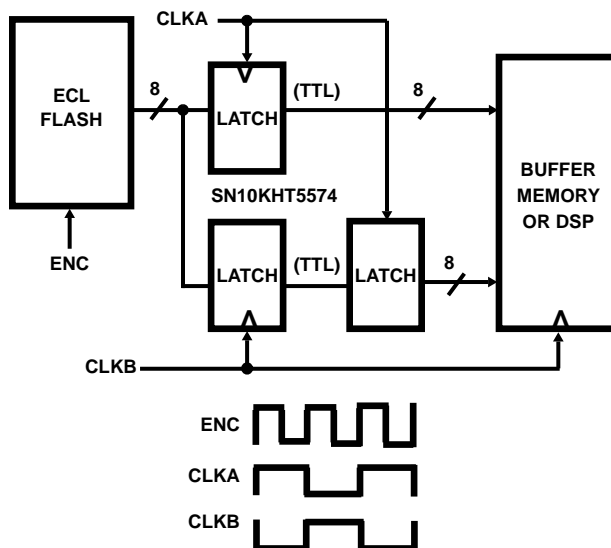 CLKA
ECL
FLASH
8
LATCH
(TTL)
8
BUFFER
MEMORY
OR DSP
SN10KHT5574
ENC
LATCH
(TTL)
LATCH
8
CLKB
ENC
CLKA
CLKB